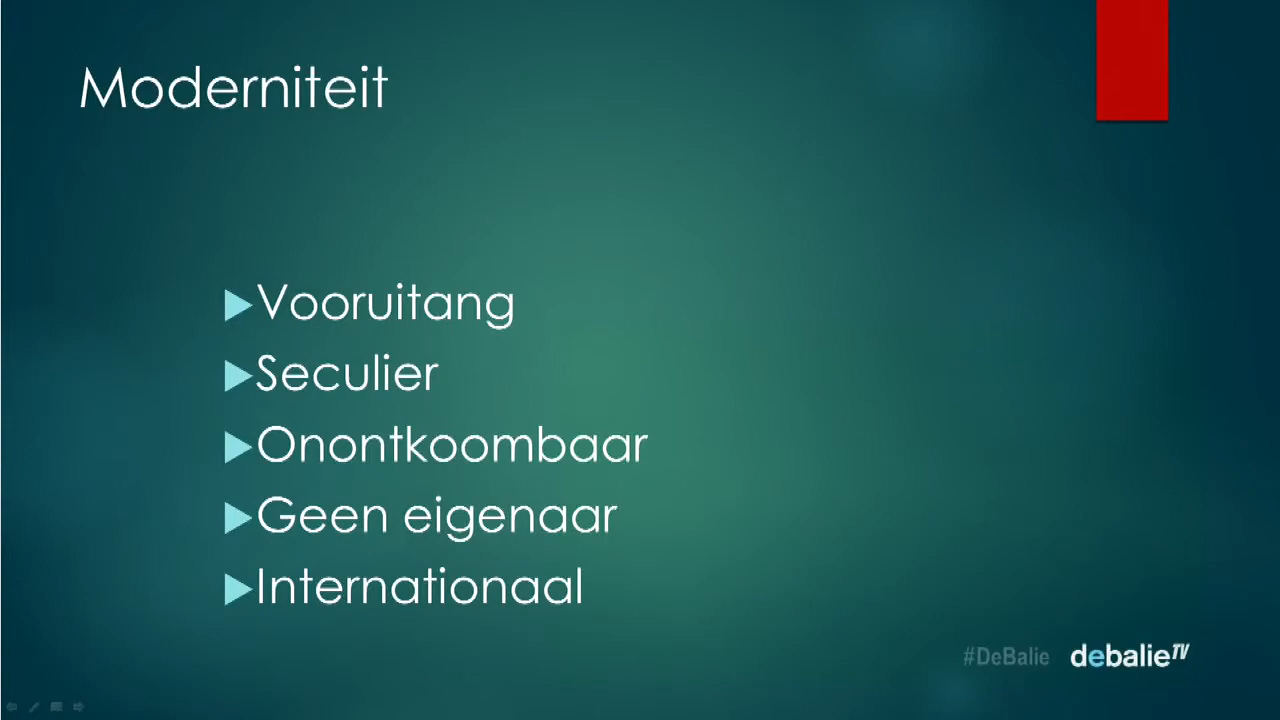 Moderniteit
Vooruitang
Seculier
Onontkoombaar
Geen eigenaar
Internationaal
#DeBalie debalieTV